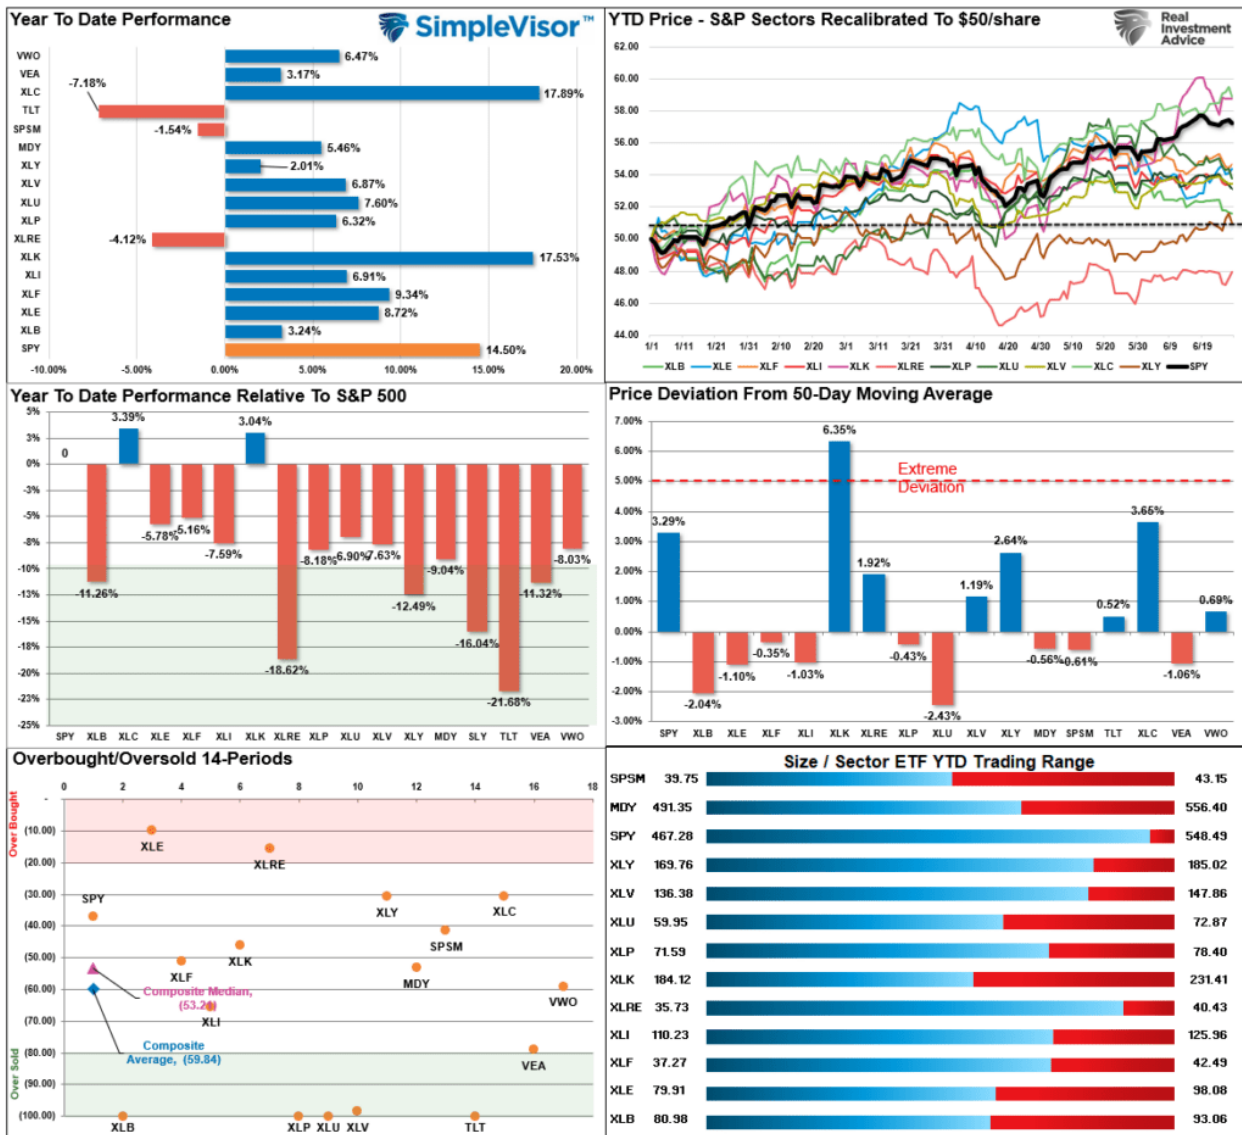 Year To Date Performance
SimpleVisor™
VWO 6.47%
VEA 3.17%
XLC 17.89%
TLT -7.18%
SPSM -1.54%
MDY 5.46%
XLY 2.01%
XLV 6.87%
XLU 7.60%
XLP 6.32%
XLRE -4.12%
XLK 17.53%
XLI 6.91%
XLF 9.34%
XLE 8.72%
XLB 3.24%
SPY 14.50%
-10.00% -5.00% 0.00% 5.00% 10.00% 15.00% 20.00%
YTD Price - S&P Sectors Recalibrated To $50/share
Real
Investment
Advice
62.00
60.00
58.00
56.00
54.00
52.00
50.00
48.00
46.00
44.00
1/1 1/11 1/21 1/31 2/10 2/20 3/1 3/11 3/21 3/31 4/10 4/20 4/30 5/10 5/20 5/30 6/9 6/19
XLB XLE XLF XLI XLK XLRE XLP XLU XLV XLC XLY SPY
Year To Date Performance Relative To S&P 500
5%
3%
0%
-3%
-5%
-8%
-10%
-13%
-15%
-18%
-20%
-23%
-25%
0 -11.26% 3.39% -5.78% -5.16% -7.59% 3.04% -18.62% -8.18% -6.90% -7.63% -12.49% -9.04% -16.04% -21.68% -11.32% -8.03%
SPY XLB XLC XLE XLF XLI XLK XLRE XLP XLU XLV XLY MDY SLY TLT VEA VWO
Price Deviation From 50-Day Moving Average
7.00%
6.00%
5.00%
4.00%
3.00%
2.00%
1.00%
0.00%
-1.00%
-2.00%
-3.00%
Extreme
Deviation
3.29% -2.04% -1.10% -0.35% -1.03% 6.35% 1.92% -0.43% -2.43% 1.19% 2.64% -0.56% -0.61% 0.52% 3.65% -1.06% 0.69%
SPY XLB XLE XLF XLI XLK XLRE XLP XLU XLV XLY MDY SPSM TLT XLC VEA VWO
Overbought/Oversold 14-Periods
0 2 4 6 8 10 12 14 16 18
-
(10.00)
(20.00)
(30.00)
(40.00)
(50.00)
(60.00)
(70.00)
(80.00)
(90.00)
(100.00)
Over Bought
Over Sold
XLE
XLRE
SPY
XLY
XLC
XLK
SPSM
XLF
MDY
Composite Median,
(53.21)
XLI
VWO
Composite
Average, (59.84)
VEA
XLB
XLP
XLU
XLV
TLT
Size / Sector ETF YTD Trading Range
SPSM 39.75 43.15
MDY 491.35 556.40
SPY 467.28 548.49
XLY 169.76 185.02
XLV 136.38 147.86
XLU 59.95 72.87
XLP 71.59 78.40
XLK 184.12 231.41
XLRE 35.73 40.43
XLI 110.23 125.96
XLF 37.27 42.49
XLE 79.91 98.08
XLB 80.98 93.06